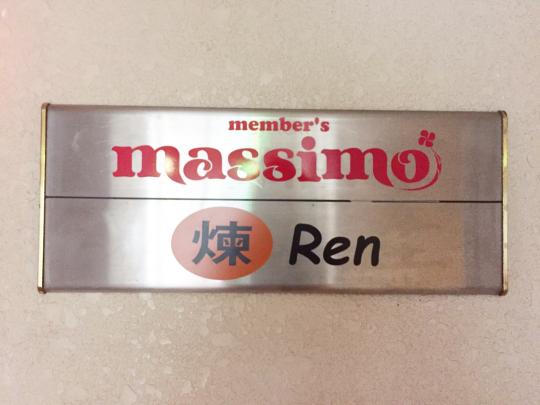 member's
massimo
煉 Ren